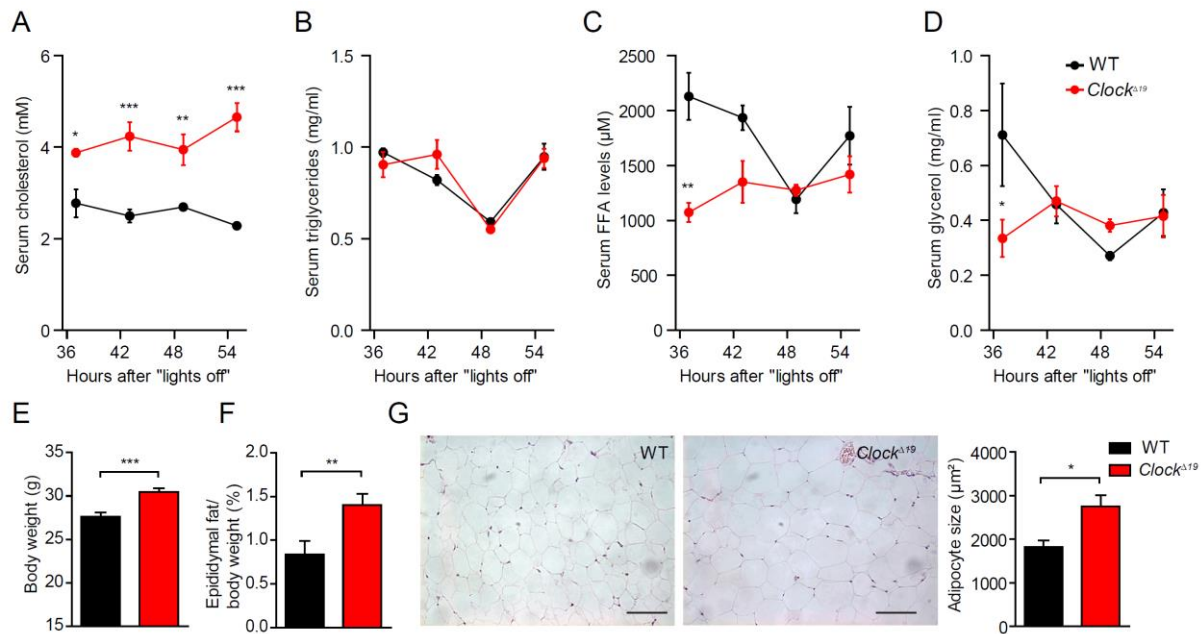 A
Serum cholesterol (mM)
6
4
2
0
* *** ** ***
36 42 48 54
Hours after "lights off"
B
Serum triglycerides (mg/ml)
1.5
1.0
0.5
0.0
36 42 48 54
Hours after "lights off"
C
Serum FFA levels (µM)
2500
2000
1500
1000
500
0
**
36 42 48 54
Hours after "lights off"
D
Serum glycerol (mg/ml)
1.0
0.8
0.6
0.4
0.2
0.0
*
WT
Clock^Δ19
36 42 48 54
Hours after "lights off"
E
Body weight (g)
35
30
25
21
15
***
F
Epididymal fat/
body weight (%)
2.0
1.5
1.0
0.5
0.0
**
G
WT
Clock^Δ19
Adipocyte size (µm²)
4000
3000
2000
1000
0
*
WT
Clock^Δ19